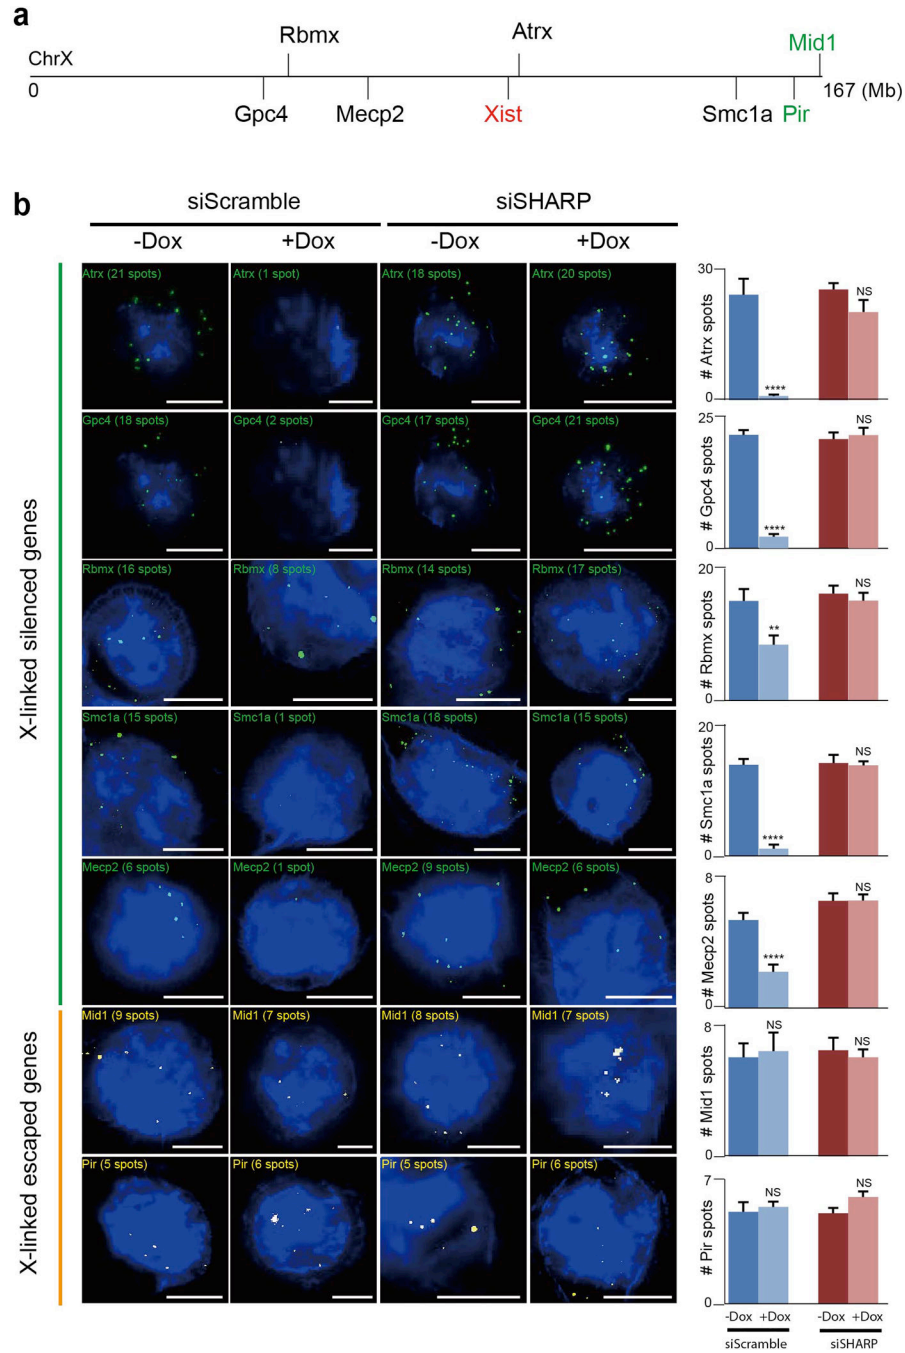 a
Rbmx
Atrx
Mid1
ChrX
0
167 (Mb)
Gpc4
Mecp2
Xist
Smc1a
Pir
b
siScramble
siSHARP
-Dox
+Dox
-Dox
+Dox
X-linked silenced genes
X-linked escaped genes
Atrx (21 spots)
Atrx (1 spot)
Atrx (18 spots)
Atrx (20 spots)
30
# Atrx spots
0
****
NS
Gpc4 (18 spots)
Gpc4 (2 spots)
Gpc4 (17 spots)
Gpc4 (21 spots)
25
# Gpc4 spots
0
****
NS
Rbmx (16 spots)
Rbmx (8 spots)
Rbmx (14 spots)
Rbmx (17 spots)
20
# Rbmx spots
0
**
NS
Smc1a (15 spots)
Smc1a (1 spot)
Smc1a (18 spots)
Smc1a (15 spots)
20
# Smc1a spots
0
****
NS
Mecp2 (6 spots)
Mecp2 (1 spot)
Mecp2 (9 spots)
Mecp2 (6 spots)
8
# Mecp2 spots
0
****
NS
Mid1 (9 spots)
Mid1 (7 spots)
Mid1 (8 spots)
Mid1 (7 spots)
8
# Mid1 spots
0
NS
NS
Pir (5 spots)
Pir (6 spots)
Pir (5 spots)
Pir (6 spots)
7
# Pir spots
0
NS
NS
-Dox +Dox
-Dox +Dox
siScramble
siSHARP